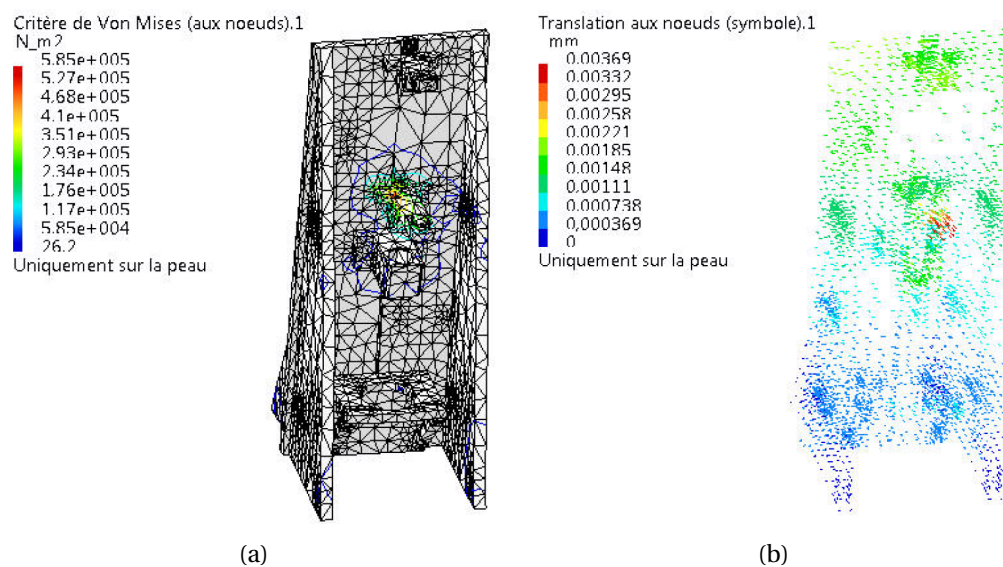 Critère de Von Mises (aux noeuds).1
N_m2
5.85e+005
5.27e+005
4.68e+005
4.1e+005
3.51e+005
2.93e+005
2.34e+005
1.76e+005
1.17e+005
5.85e+004
26.2
Uniquement sur la peau
(a)
Translation aux noeuds (symbole).1
mm
0.00369
0.00332
0.00295
0.00258
0.00221
0.00185
0.00148
0.00111
0.000738
0.000369
0
Uniquement sur la peau
(b)